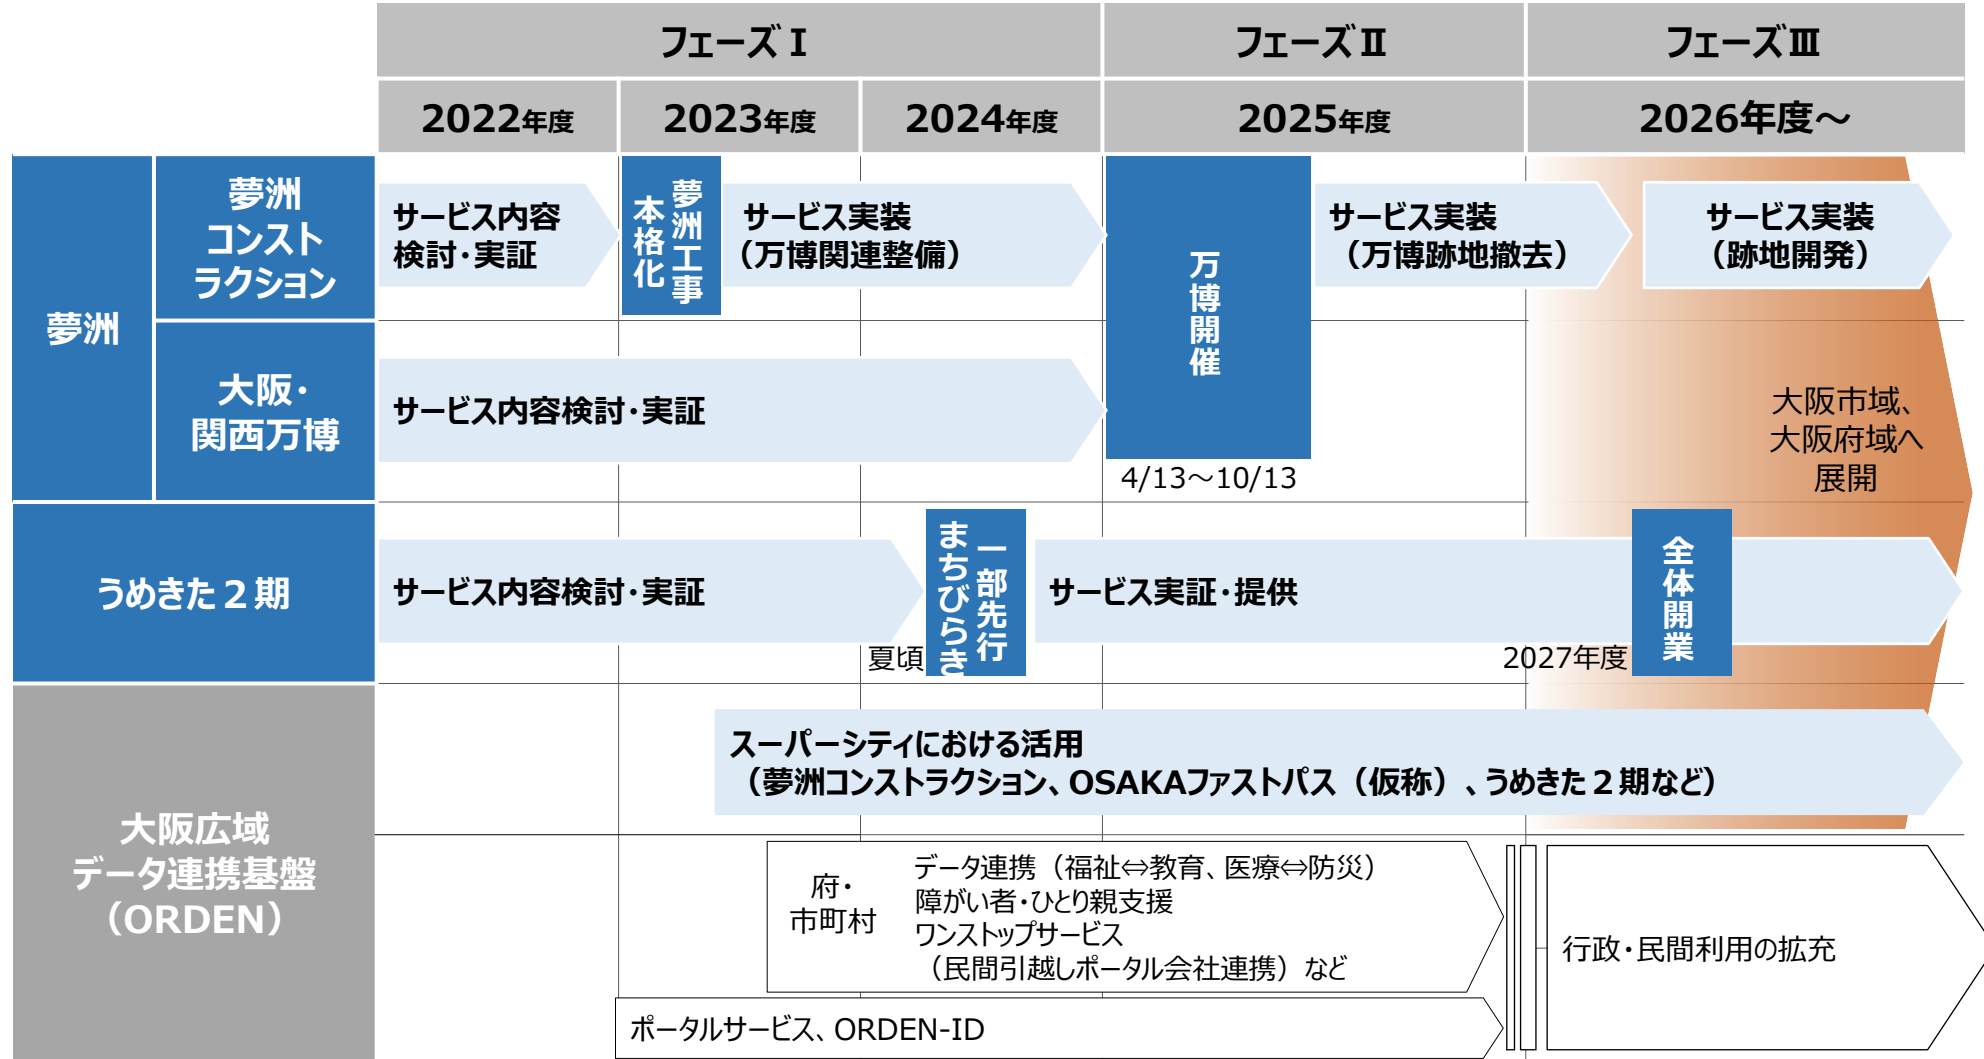 フェーズⅠ
フェーズⅡ
フェーズⅢ
2022年度
2023年度
2024年度
2025年度
2026年度～
夢洲
夢洲
コンスト
ラクション
サービス内容
検討・実証
夢洲工事
本格化
サービス実装
（万博関連整備）
万博開催
4/13～10/13
サービス実装
（万博跡地撤去）
サービス実装
（跡地開発）
大阪・
関西万博
サービス内容検討・実証
大阪市域、
大阪府域へ
展開
うめきた２期
サービス内容検討・実証
夏頃
一部先行
まちびらき
サービス実証・提供
2027年度
全体開業
大阪広域
データ連携基盤
（ORDEN）
スーパーシティにおける活用
（夢洲コンストラクション、OSAKAファストパス（仮称）、うめきた２期など）
府・
市町村
データ連携（福祉⇔教育、医療⇔防災）
障がい者・ひとり親支援
ワンストップサービス
（民間引越しポータル会社連携）など
行政・民間利用の拡充
ポータルサービス、ORDEN-ID